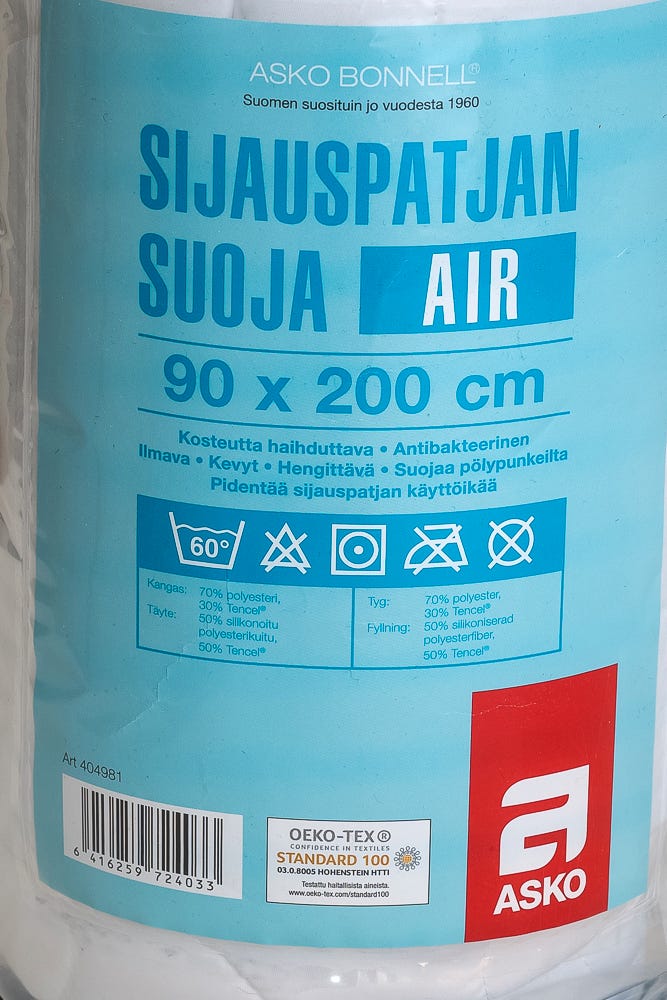 ASKO BONNELL®
Suomen suosituin jo vuodesta 1960
SIJAUSPATJAN
SUOJA AIR
90 x 200 cm
Kosteutta haihduttava • Antibakteerinen
Ilmava • Kevyt • Hengittävä • Suojaa pölypunkeilta
Pidentää sijauspatjan käyttöikää
60°
Kangas: 70% polyesteri,
30% Tencel®
Täyte: 50% silikonoitu
polyesterikuitu,
50% Tencel®
Tyg: 70% polyester,
30% Tencel®
Fyllning: 50% silikoniserad
polyesterfiber,
50% Tencel®
Art 404981
6 416259 724033
OEKO-TEX®
CONFIDENCE IN TEXTILES
STANDARD 100
03.0.8005 HOHENSTEIN HTTI
Testattu haitallisista aineista.
www.oeko-tex.com/standard100
a
ASKO